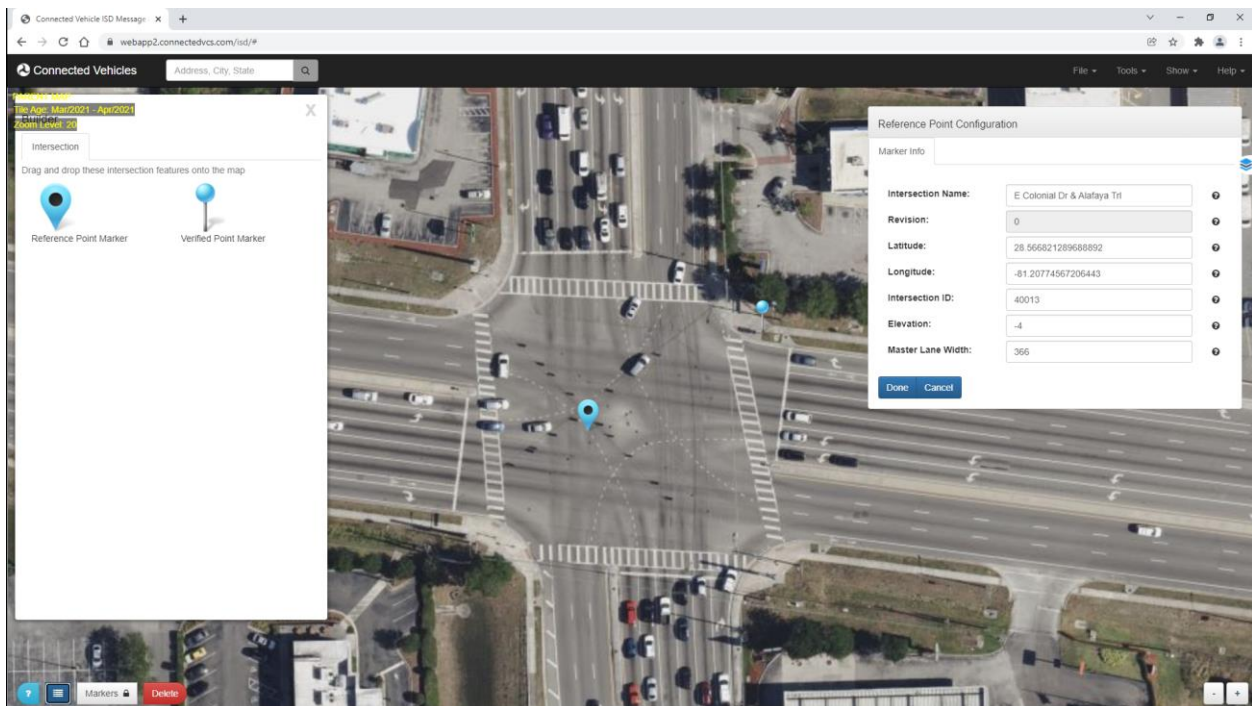 Connected Vehicle ISD Message
webapp2.connectedvcs.com/isd/#
Connected Vehicles
Address, City, State
File
Tools
Show
Help
Tile Age: Mar/2021 - Apr/2021
Builder
Zoom Level: 20
X
Intersection
Drag and drop these intersection features onto the map
Reference Point Marker
Verified Point Marker
Reference Point Configuration
Marker Info
Intersection Name: E Colonial Dr & Alafaya Trl
Revision: 0
Latitude: 28.566821289688892
Longitude: -81.20774567206443
Intersection ID: 40013
Elevation: -4
Master Lane Width: 366
Done Cancel
? Markers Delete
- +